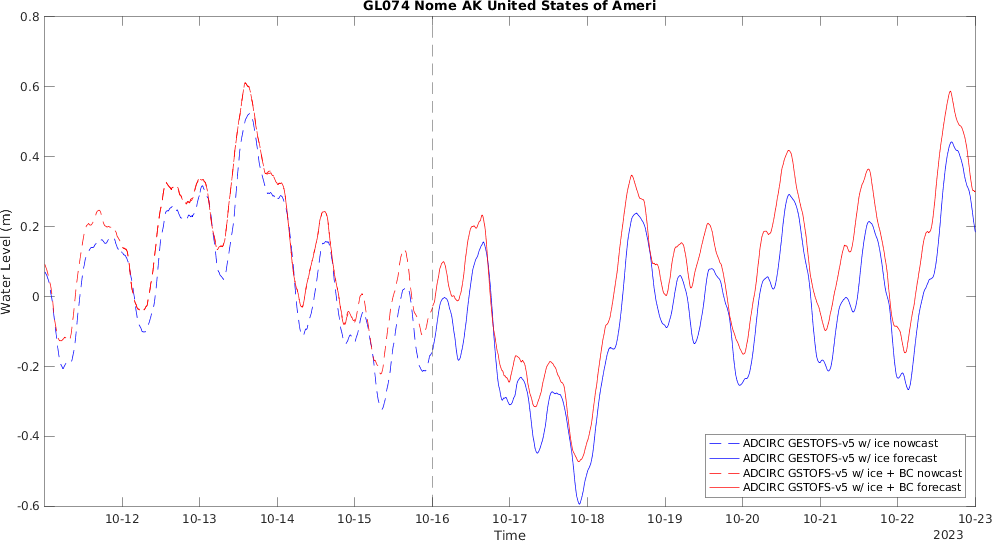 GL074 Nome AK United States of Ameri
0.8
0.6
0.4
0.2
0
-0.2
-0.4
-0.6
Water Level (m)
ADCIRC GESTOFS-v5 w/ ice nowcast
ADCIRC GESTOFS-v5 w/ ice forecast
ADCIRC GSTOFS-v5 w/ ice + BC nowcast
ADCIRC GSTOFS-v5 w/ ice + BC forecast
10-12 10-13 10-14 10-15 10-16 10-17 10-18 10-19 10-20 10-21 10-22 10-23
Time
2023